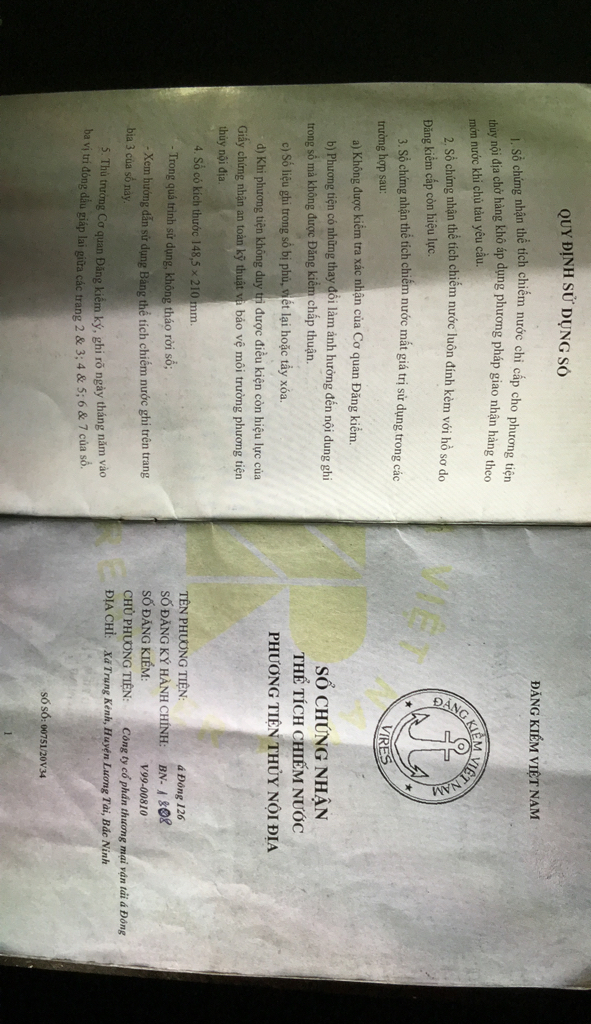 QUY ĐỊNH SỬ DỤNG SỔ
1. Sổ chứng nhận thể tích chiếm nước chỉ cấp cho phương tiện
thủy nội địa chở hàng khô áp dụng phương pháp giao nhận hàng theo
mớn nước khi chủ tàu yêu cầu.
2. Sổ chứng nhận thể tích chiếm nước luôn đính kèm với hồ sơ do
Đăng kiểm cấp còn hiệu lực.
3. Sổ chứng nhận thể tích chiếm nước mất giá trị sử dụng trong các
trường hợp sau:
a) Không được kiểm tra xác nhận của Cơ quan Đăng kiểm.
b) Phương tiện có những thay đổi làm ảnh hưởng đến nội dung ghi
trong sổ mà không được Đăng kiểm chấp thuận.
c) Số liệu ghi trong sổ bị phủ, viết lại hoặc tẩy xóa.
d) Khi phương tiện không duy trì được điều kiện còn hiệu lực của
Giấy chứng nhận an toàn kỹ thuật và bảo vệ môi trường phương tiện
thủy nội địa
4. Sổ có kích thước 148,5 × 210 mm.
- Trong quá trình sử dụng, không tháo rời sổ;
- Xem hướng dẫn sử dụng Bảng thể tích chiếm nước ghi trên trang
bìa 3 của sổ này
5. Thủ trưởng Cơ quan Đăng kiểm ký, ghi rõ ngày tháng năm vào
ba vị trí đóng dấu giáp lai giữa các trang 2 & 3; 4 & 5; 6 & 7 của sổ.
ĐĂNG KIỂM VIỆT NAM
ĐĂNG KIỂM VIỆT NAM
VIRES
SỔ CHỨNG NHẬN
THỂ TÍCH CHIẾM NƯỚC
PHƯƠNG TIỆN THỦY NỘI ĐỊA
TÊN PHƯƠNG TIỆN: á Đông 126
SỐ ĐĂNG KÝ HÀNH CHÍNH: BN- 1808
SỐ ĐĂNG KIỂM: V99-00810
CHỦ PHƯƠNG TIỆN: Công ty cổ phần thương mại vận tải á Đông
ĐỊA CHỈ: Xã Trung Kênh, Huyện Lương Tài, Bắc Ninh
SỐ SỔ: 00751/20V34
1